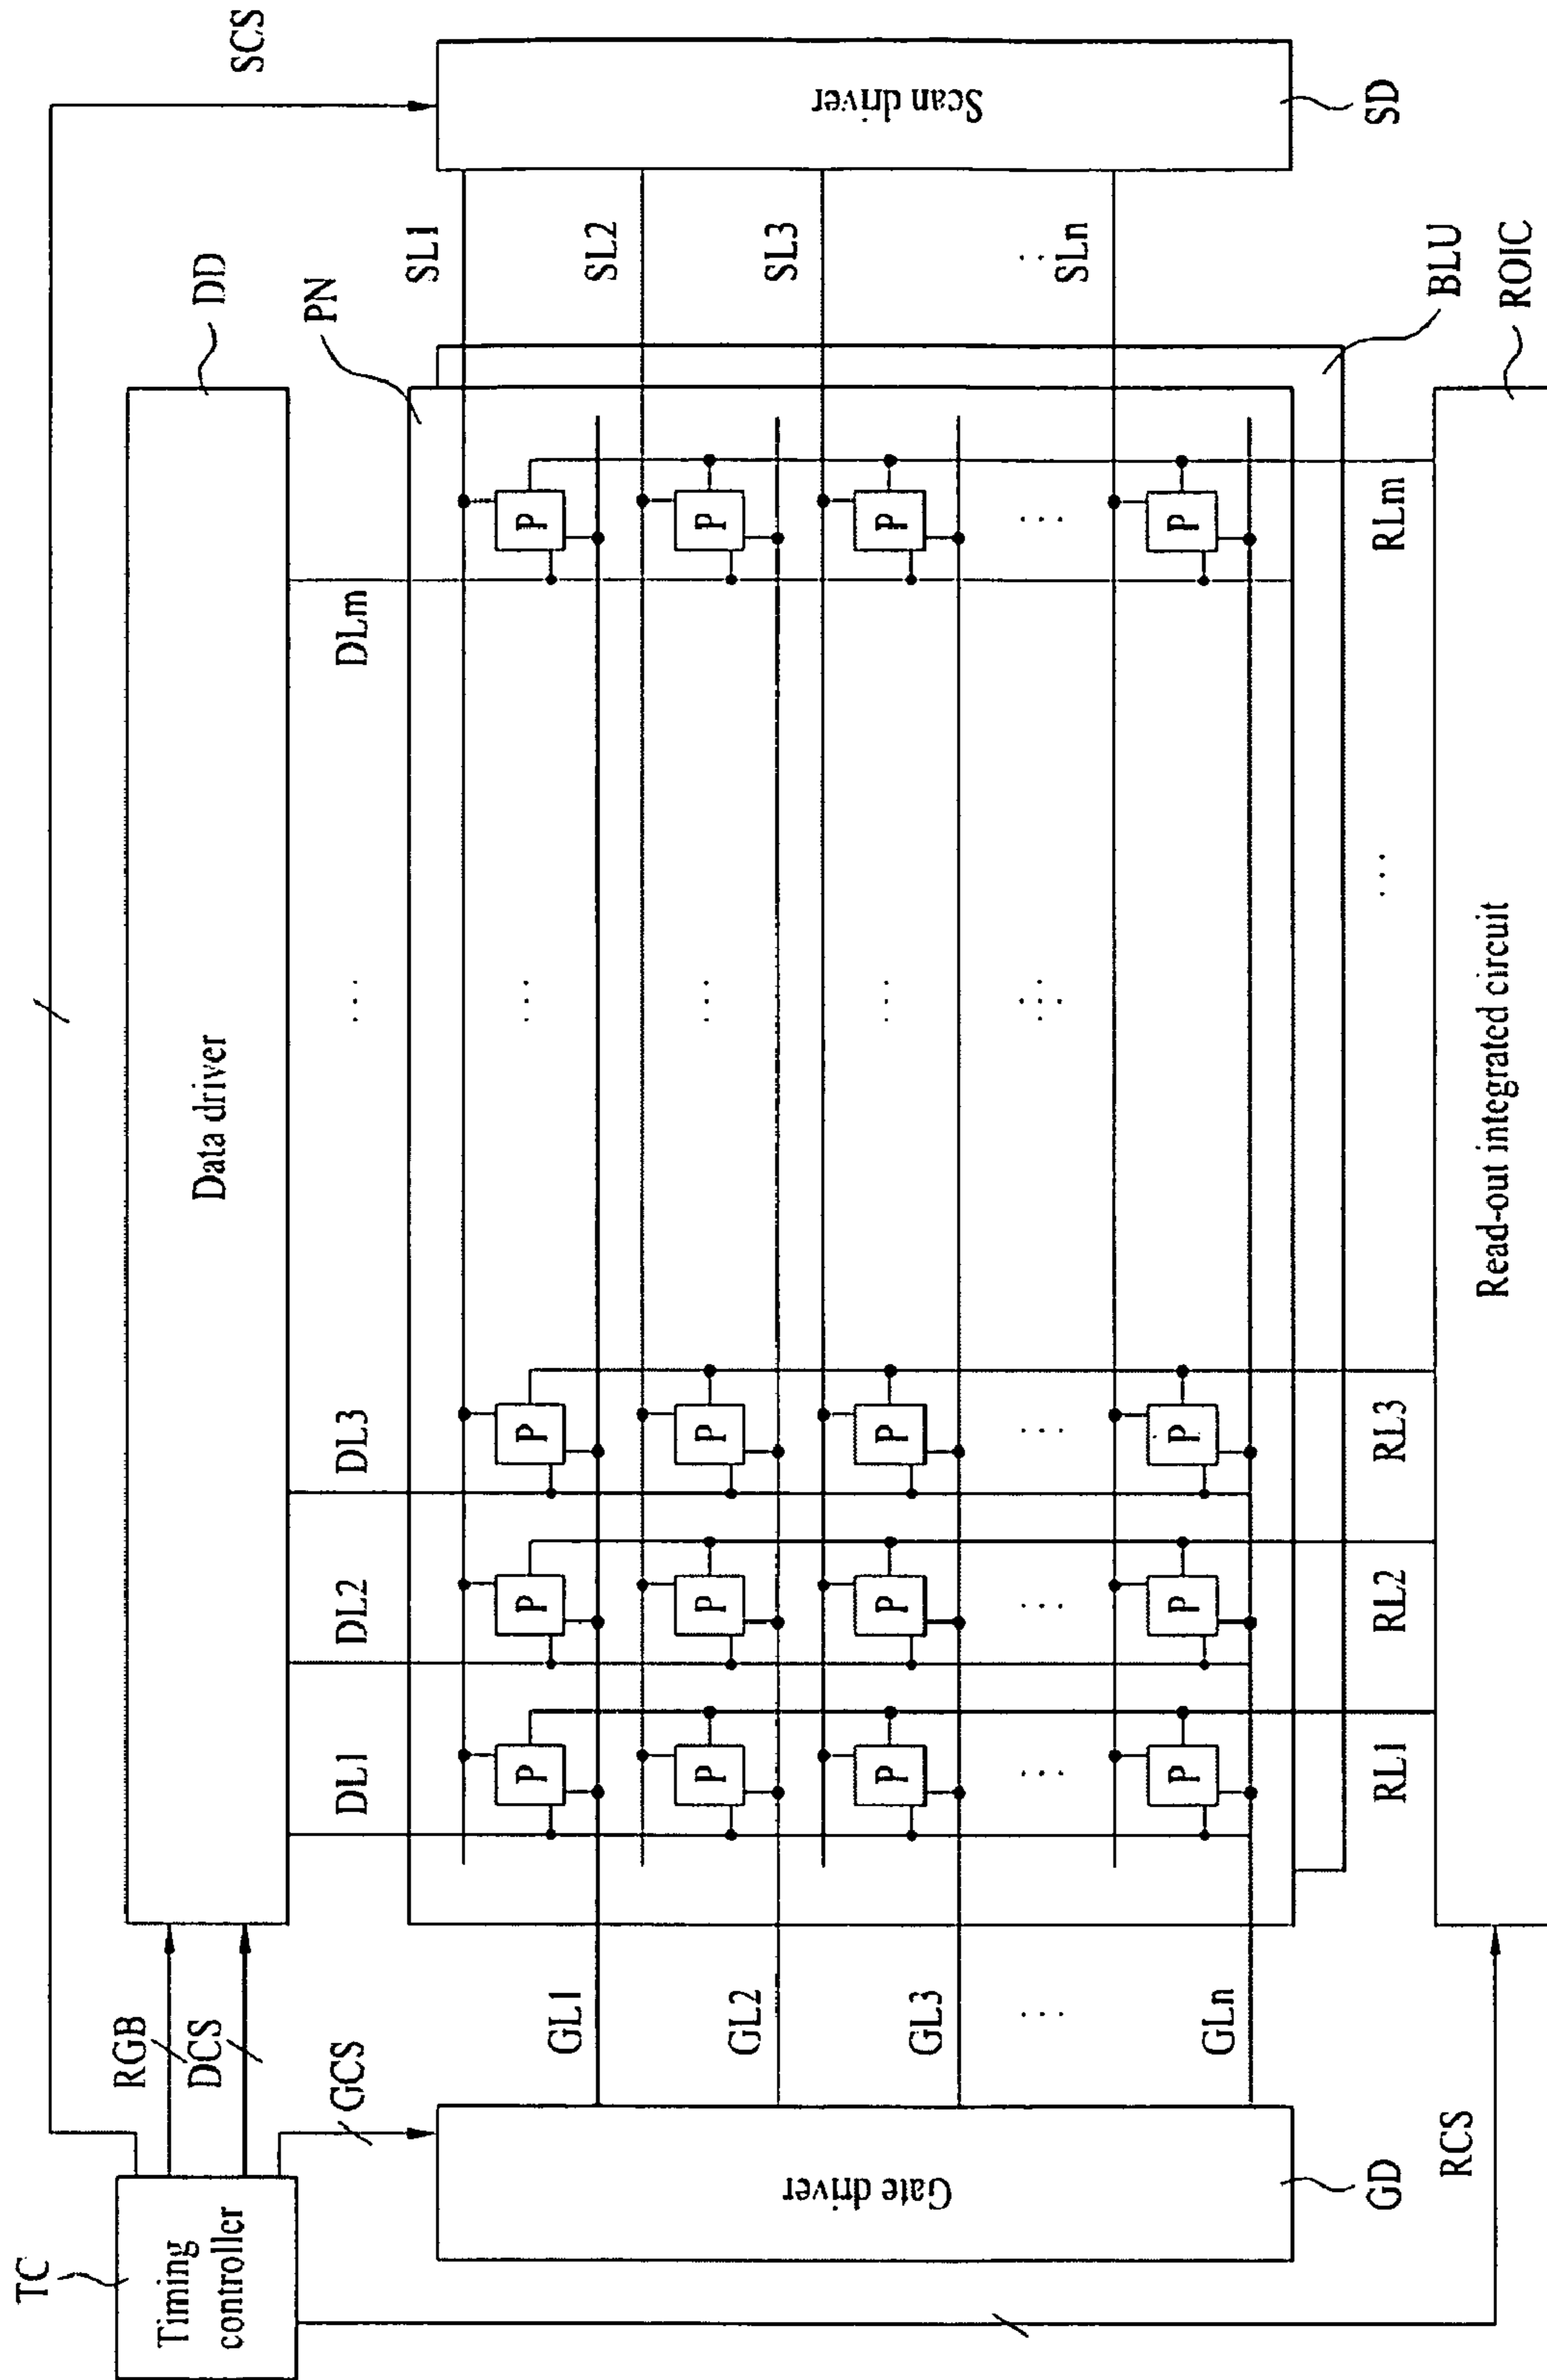 SCS
TC
Timing
controller
RGB
DCS
GCS
Data driver
DD
PN
DL1
DL2
DL3
...
DLm
SL1
SL2
SL3
...
SLn
Scan driver
SD
GL1
GL2
GL3
...
GLn
Gate driver
GD
P P P ... P
P P P ... P
P P P ... P
... ... ... ... ...
P P P ... P
BLU
RL1
RL2
RL3
...
RLm
RCS
Read-out integrated circuit
ROIC